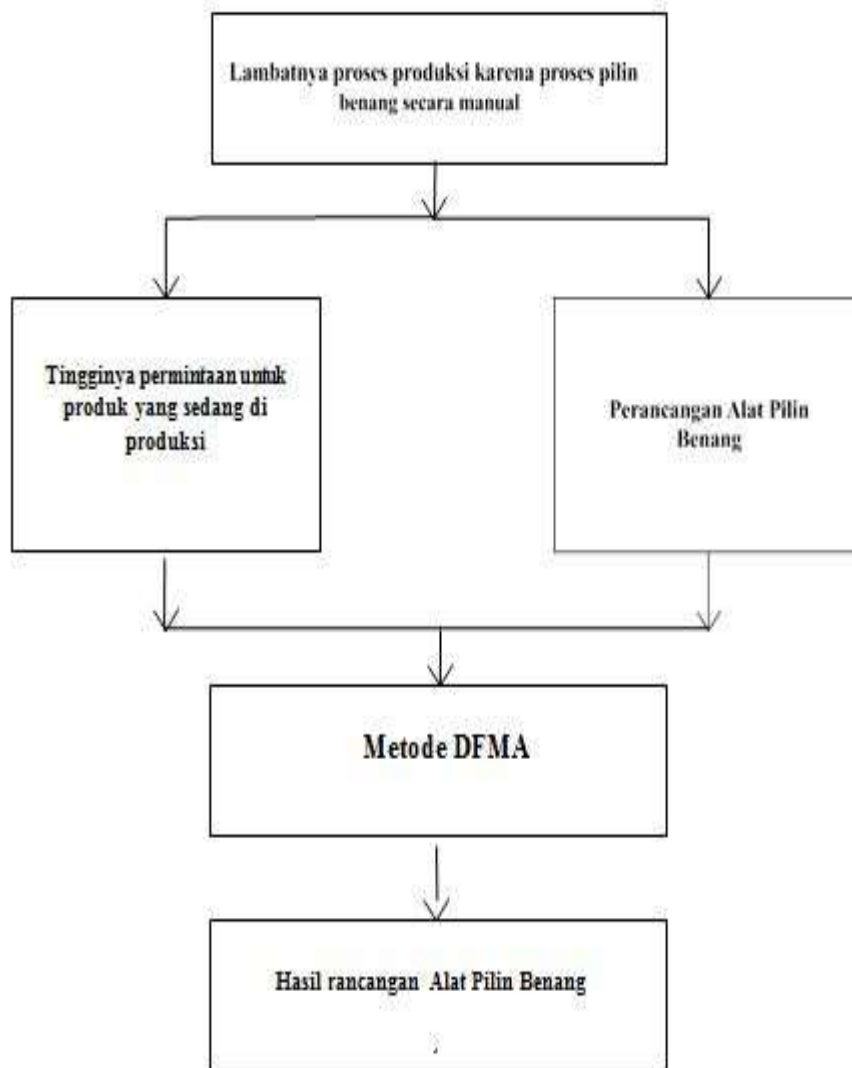 Lambatnya proses produksi karena proses pilin
benang secara manual
Tingginya permintaan untuk
produk yang sedang di
produksi
Perancangan Alat Pilin
Benang
Metode DFMA
Hasil rancangan Alat Pilin Benang
.